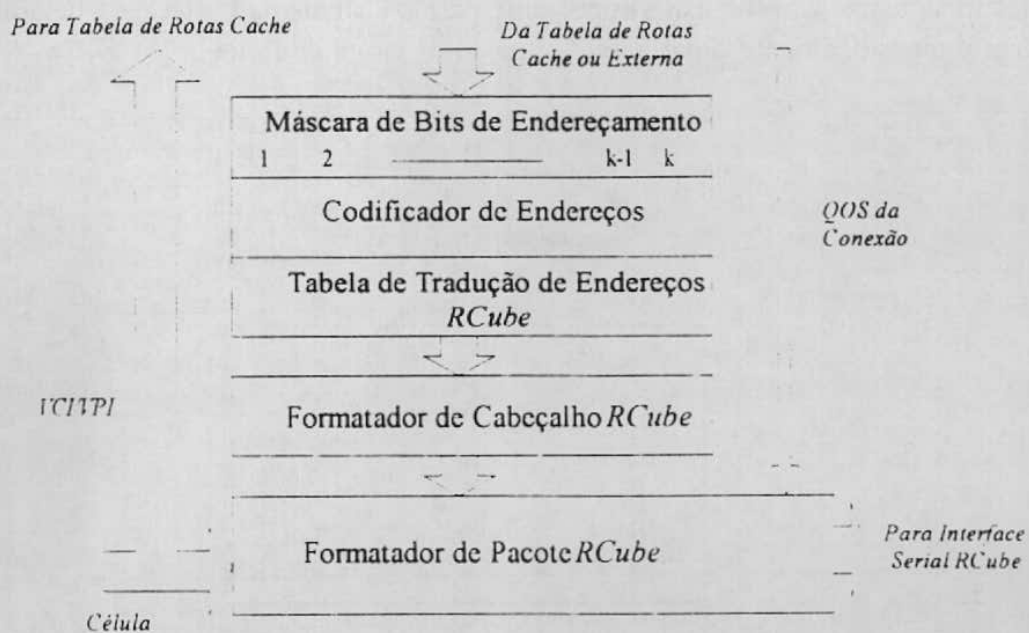 Para Tabela de Rotas Cache
Da Tabela de Rotas
Cache ou Externa
Máscara de Bits de Endereçamento
1 2 k-1 k
Codificador de Endereços
QOS da
Conexão
Tabela de Tradução de Endereços
RCube
VCI/VPI
Formatador de Cabeçalho RCube
Formatador de Pacote RCube
Para Interface
Serial RCube
Célula